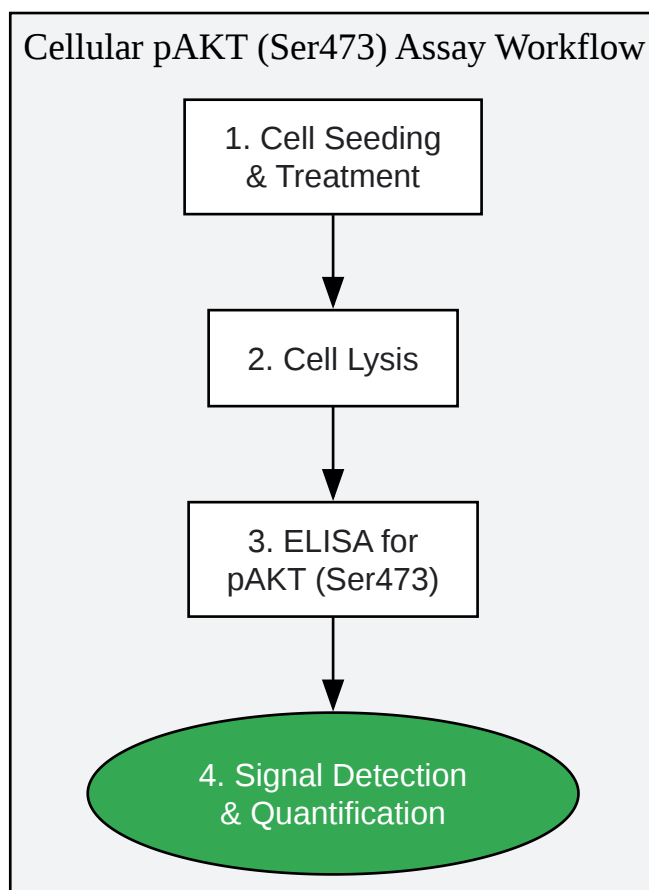 Cellular pAKT (Ser473) Assay Workflow
1. Cell Seeding
& Treatment
2. Cell Lysis
3. ELISA for
pAKT (Ser473)
4. Signal Detection
& Quantification